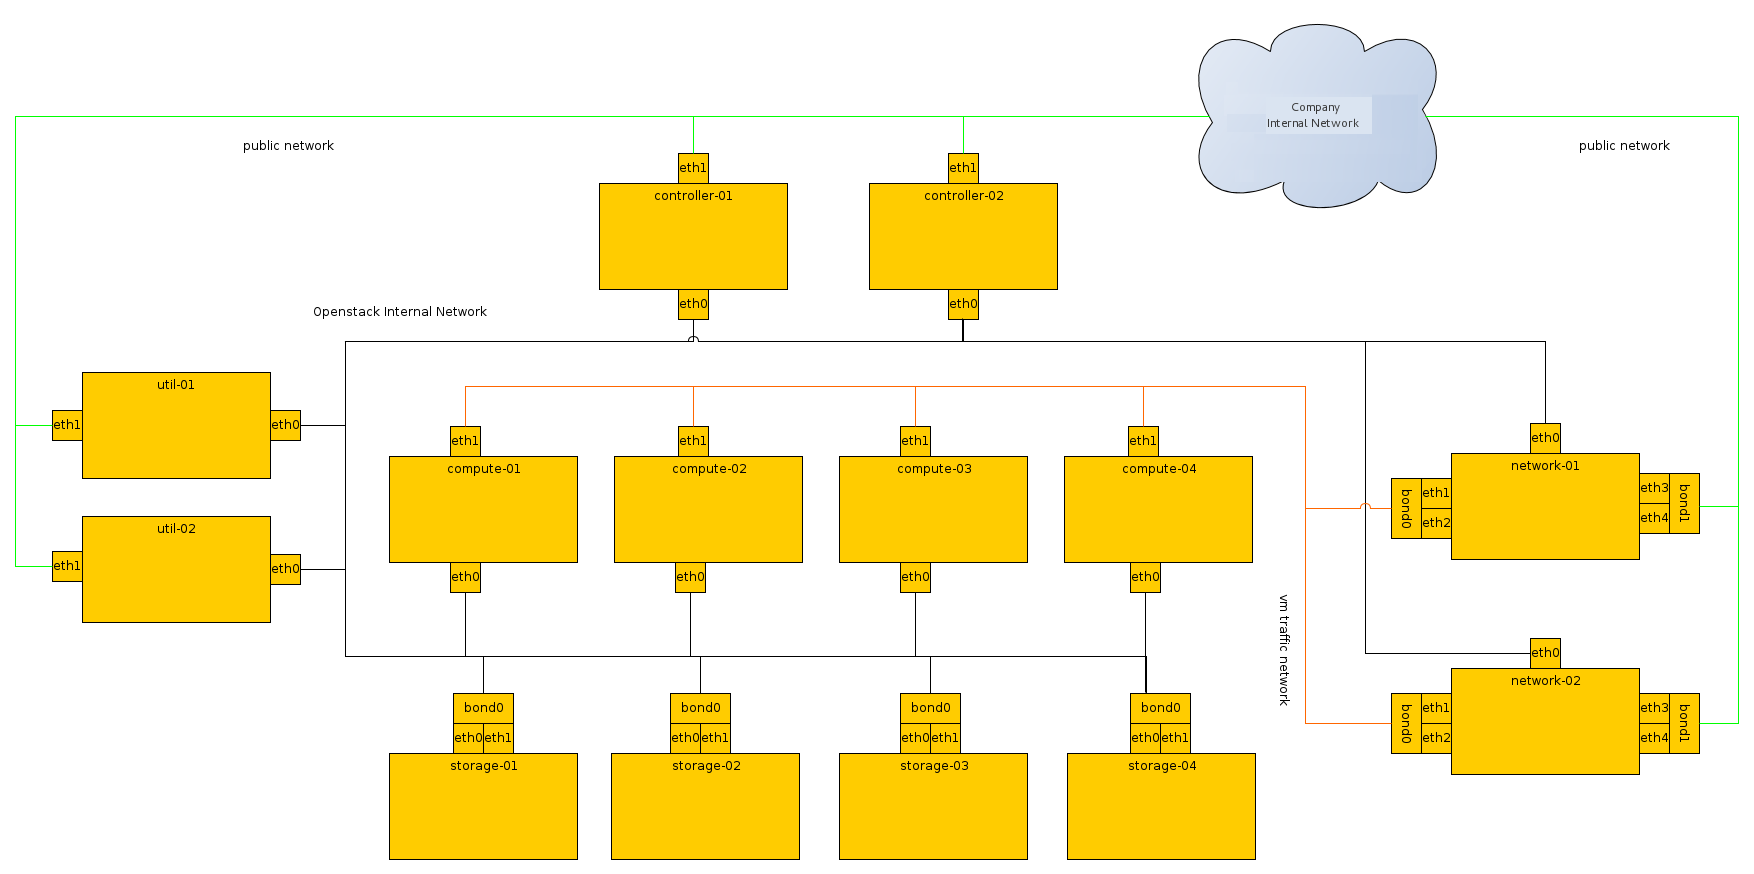 Company
Internal Network
public network
public network
eth1
eth1
controller-01
controller-02
eth0
eth0
Openstack Internal Network
util-01
eth1
eth0
util-02
eth1
eth0
eth1
eth1
eth1
eth1
compute-01
compute-02
compute-03
compute-04
eth0
eth0
eth0
eth0
eth0
network-01
bond0
eth1
eth2
eth3
eth4
bond1
vm traffic network
eth0
network-02
bond0
eth1
eth2
eth3
eth4
bond1
bond0
bond0
bond0
bond0
eth0 eth1
eth0 eth1
eth0 eth1
eth0 eth1
storage-01
storage-02
storage-03
storage-04